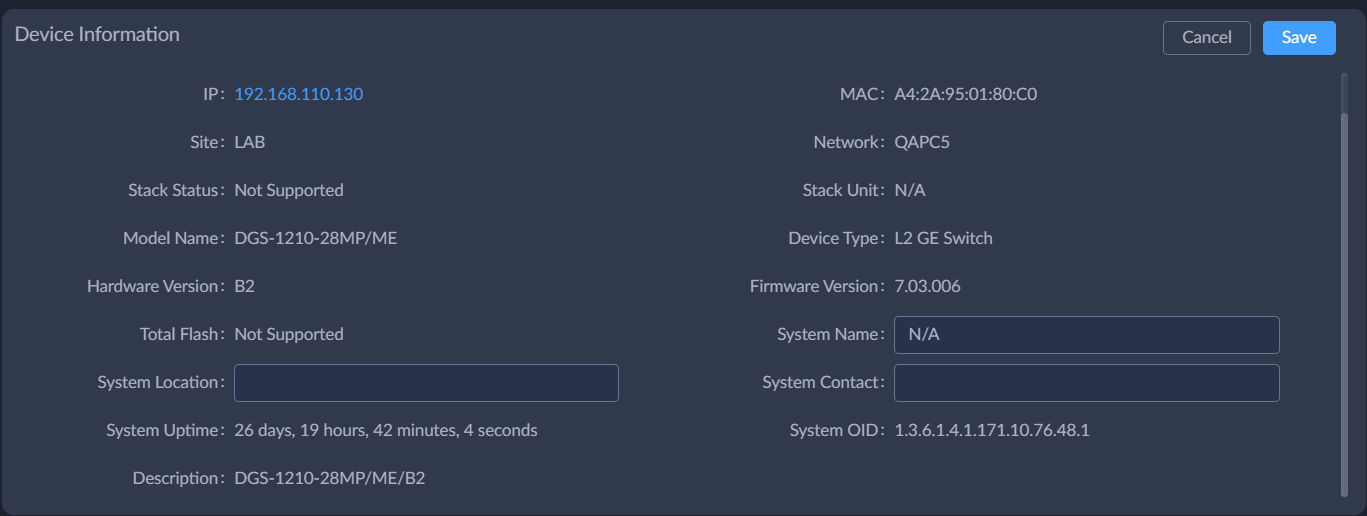 Device Information
Cancel
Save
IP: 192.168.110.130
MAC: A4:2A:95:01:80:C0
Site: LAB
Network: QAPC5
Stack Status: Not Supported
Stack Unit: N/A
Model Name: DGS-1210-28MP/ME
Device Type: L2 GE Switch
Hardware Version: B2
Firmware Version: 7.03.006
Total Flash: Not Supported
System Name: N/A
System Location:
System Contact:
System Uptime: 26 days, 19 hours, 42 minutes, 4 seconds
System OID: 1.3.6.1.4.1.171.10.76.48.1
Description: DGS-1210-28MP/ME/B2